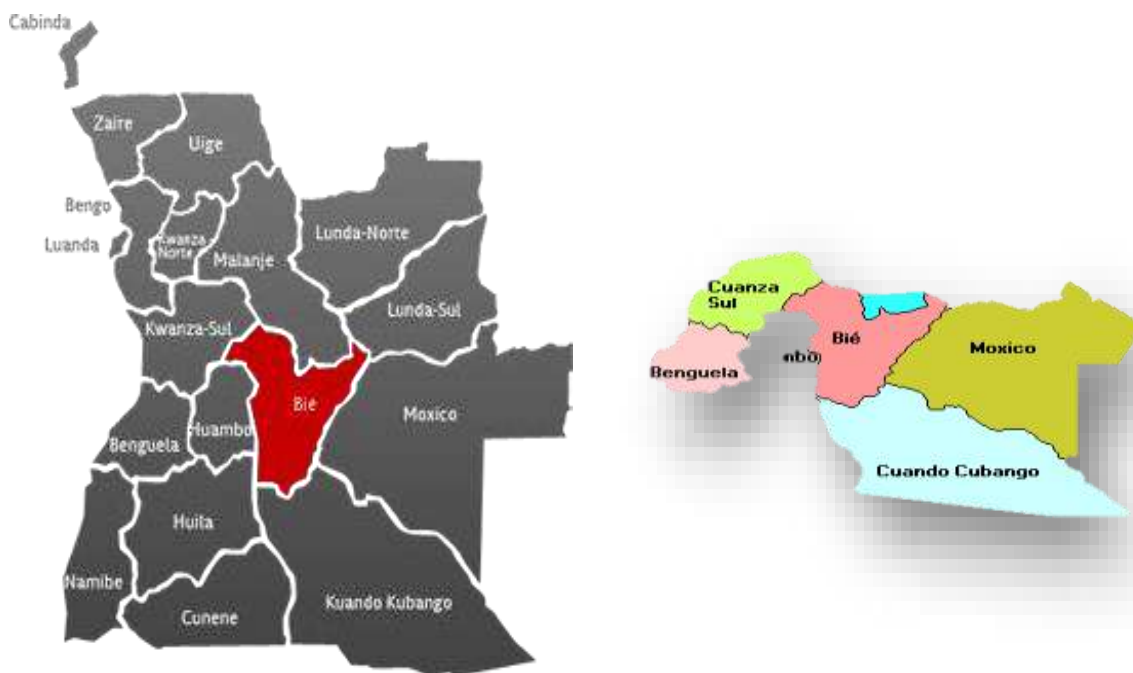 Cabinda
Zaire
Uige
Bengo
Luanda
Kwanza-
Norte
Malanje
Lunda-Norte
Lunda-Sul
Kwanza-Sul
Bié
Huambo
Benguela
Moxico
Huila
Namibe
Cunene
Kuando Kubango
Cuanza
Sul
Bié
mbo
Moxico
Benguela
Cuando Cubango